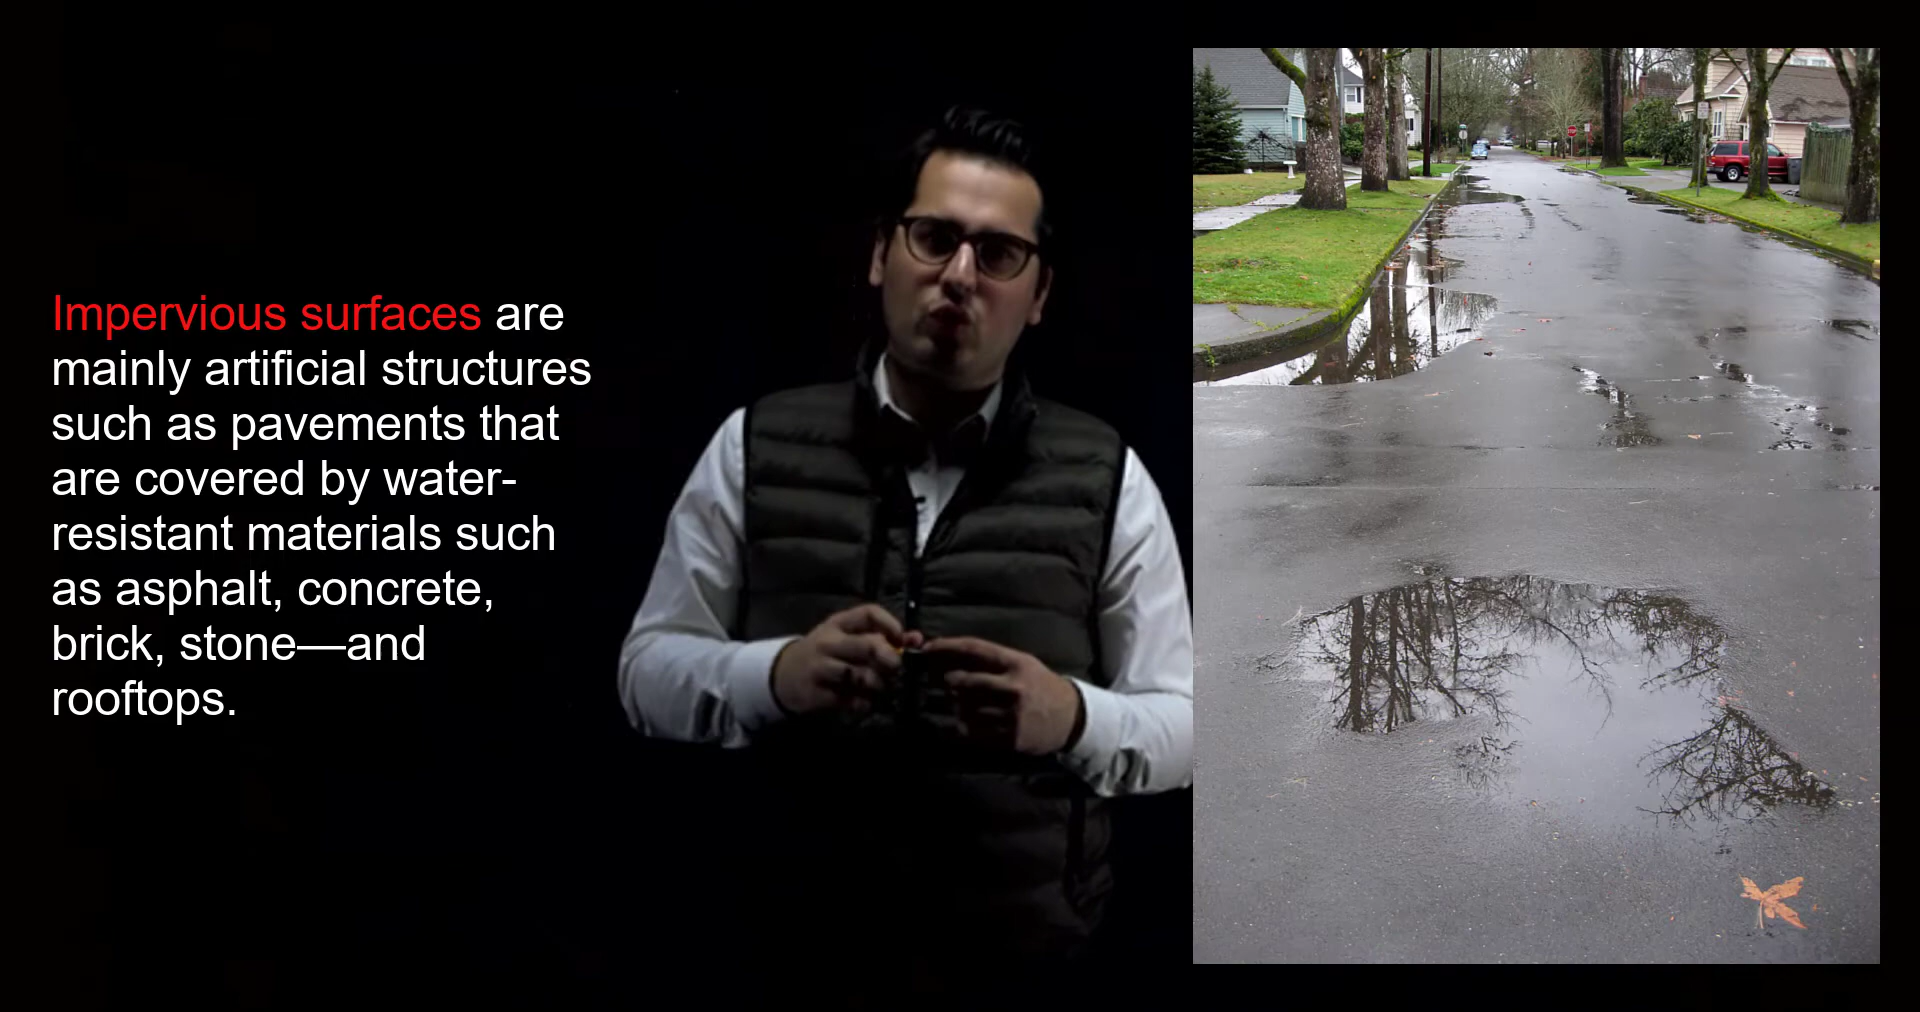 Impervious surfaces are
mainly artificial structures
such as pavements that
are covered by water-
resistant materials such
as asphalt, concrete,
brick, stone—and
rooftops.